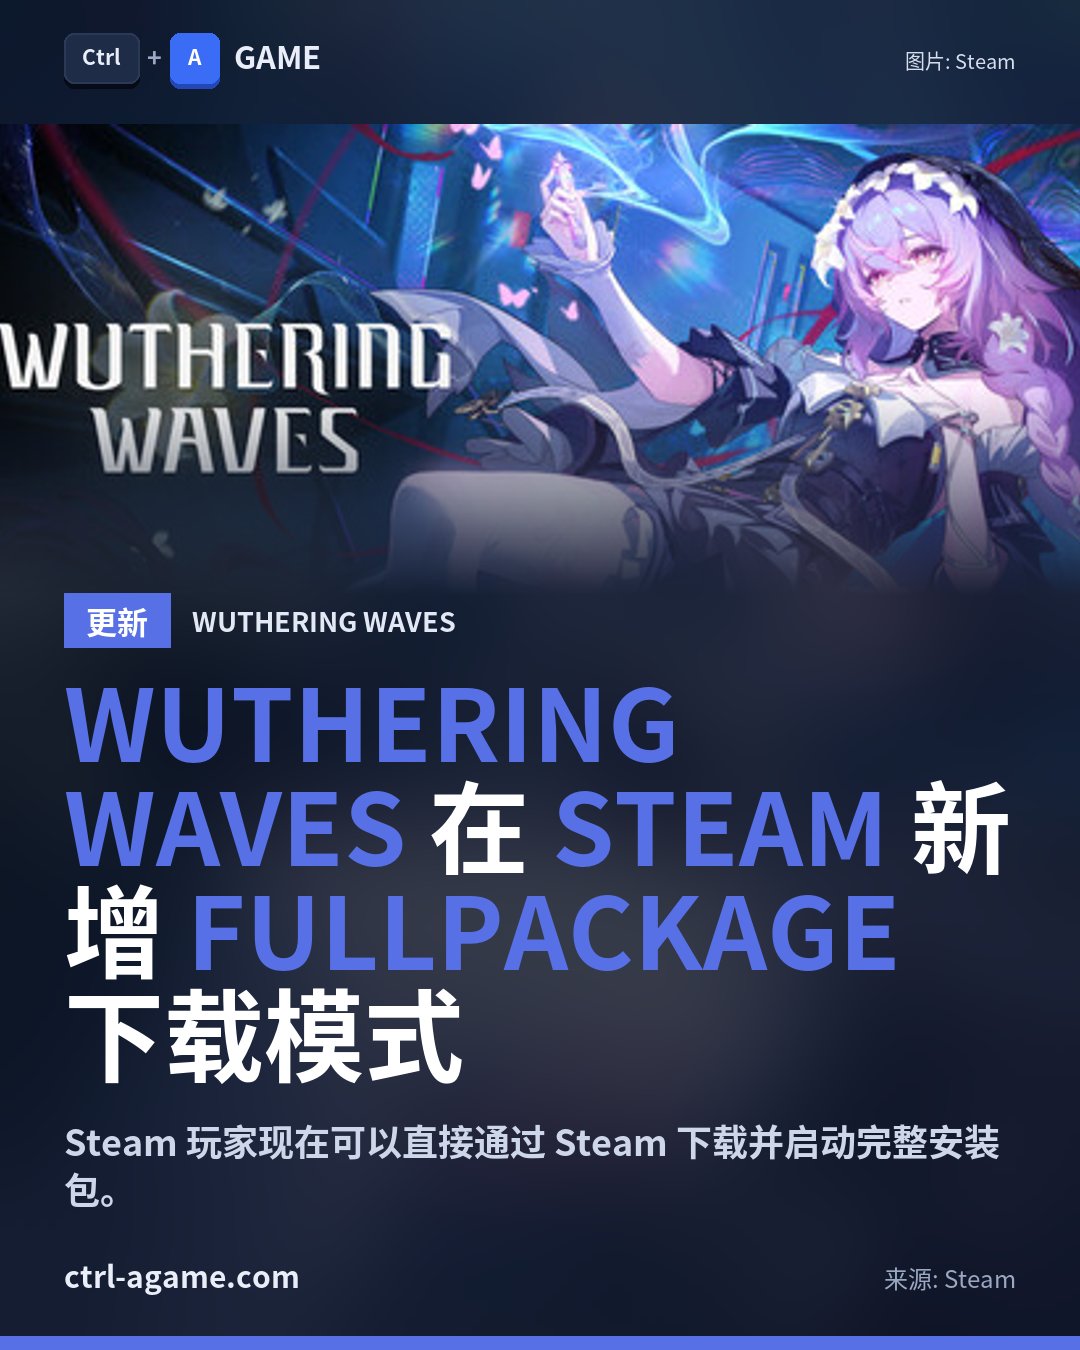 Ctrl + A GAME
图片: Steam
WUTHERING
WAVES
更新 WUTHERING WAVES
WUTHERING
WAVES 在 STEAM 新
增 FULLPACKAGE
下载模式
Steam 玩家现在可以直接通过 Steam 下载并启动完整安装
包。
ctrl-agame.com
来源: Steam